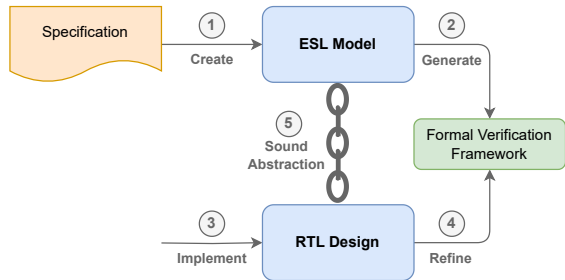 Specification
1
Create
ESL Model
2
Generate
5
Sound
Abstraction
Formal Verification
Framework
3
Implement
RTL Design
4
Refine